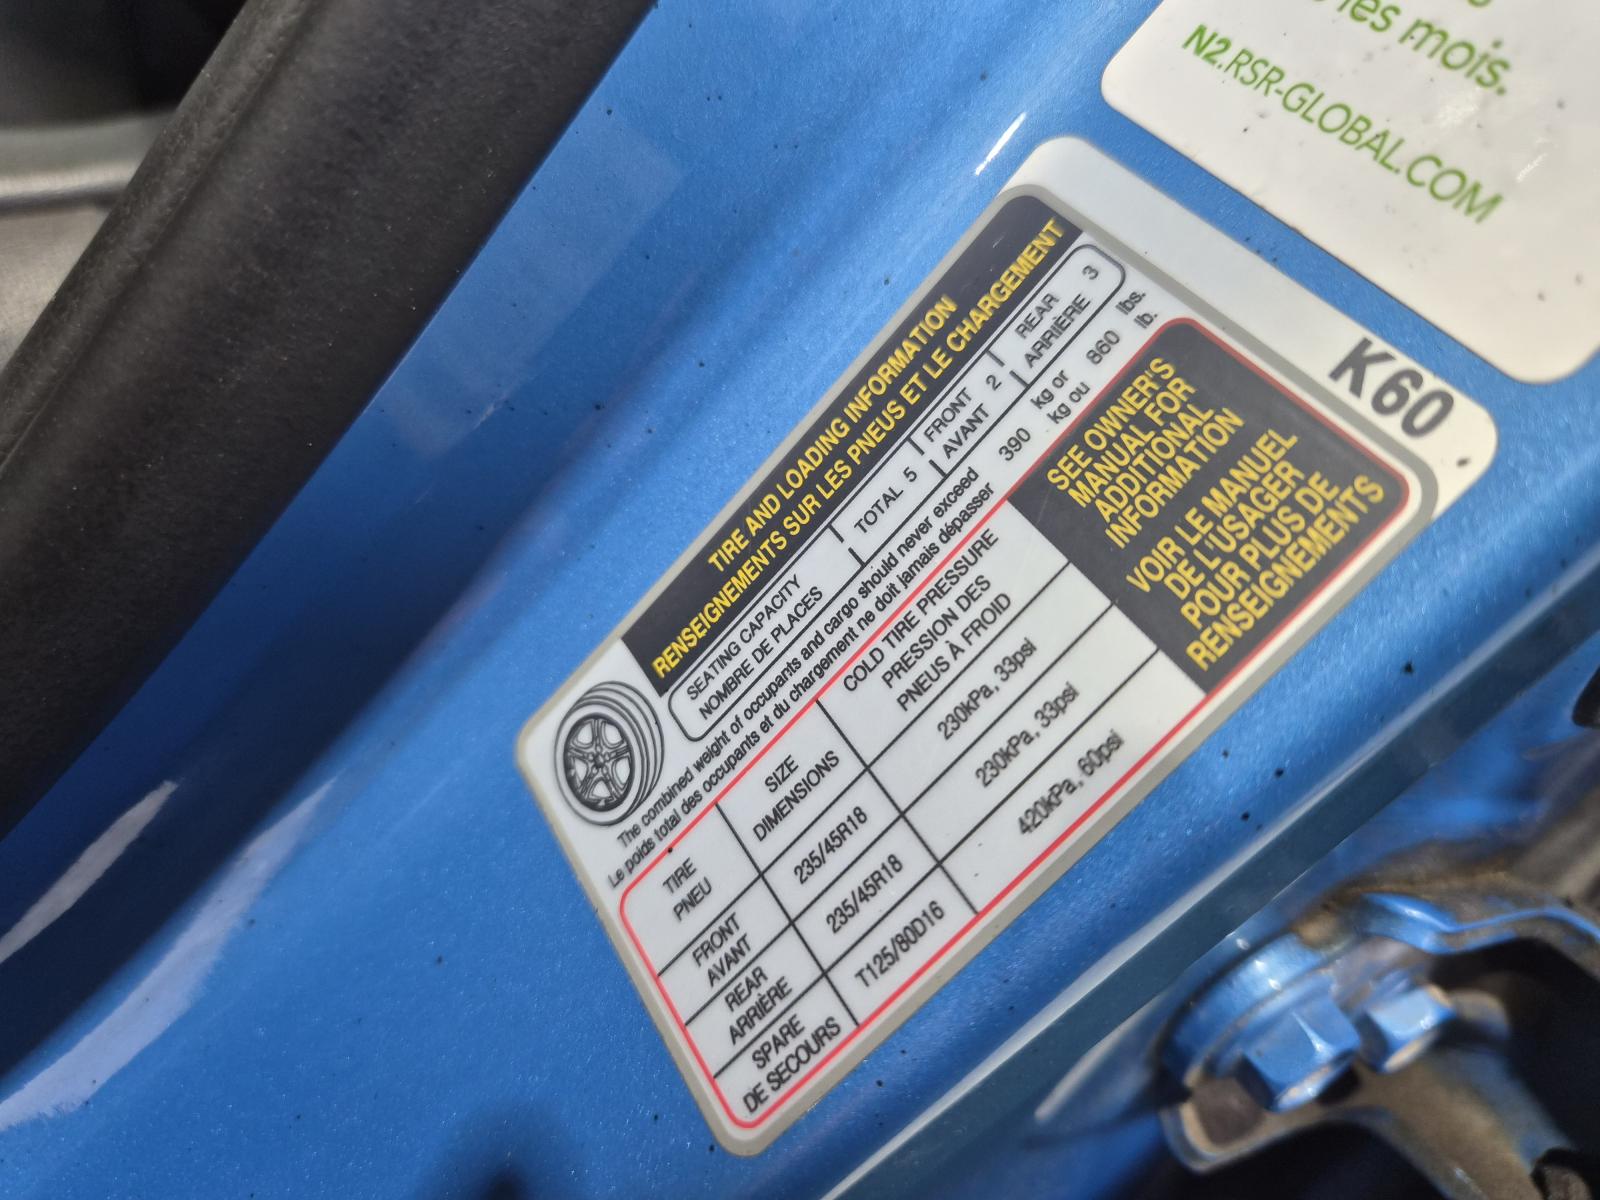 les mois.
N2.RSR-GLOBAL.COM
K60
TIRE AND LOADING INFORMATION
RENSEIGNEMENTS SUR LES PNEUS ET LE CHARGEMENT
SEATING CAPACITY
NOMBRE DE PLACES
TOTAL 5
FRONT
AVANT 2
REAR
ARRIÈRE 3
The combined weight of occupants and cargo should never exceed 390 kg or 860 lbs.
Le poids total des occupants et du chargement ne doit jamais dépasser kg ou lb.
TIRE
PNEU
SIZE
DIMENSIONS
COLD TIRE PRESSURE
PRESSION DES
PNEUS À FROID
FRONT
AVANT
235/45R18
230kPa, 33psi
REAR
ARRIÈRE
235/45R18
230kPa, 33psi
SPARE
DE SECOURS
T125/80D16
420kPa, 60psi
SEE OWNER'S
MANUAL FOR
ADDITIONAL
INFORMATION
VOIR LE MANUEL
DE L'USAGER
POUR PLUS DE
RENSEIGNEMENTS